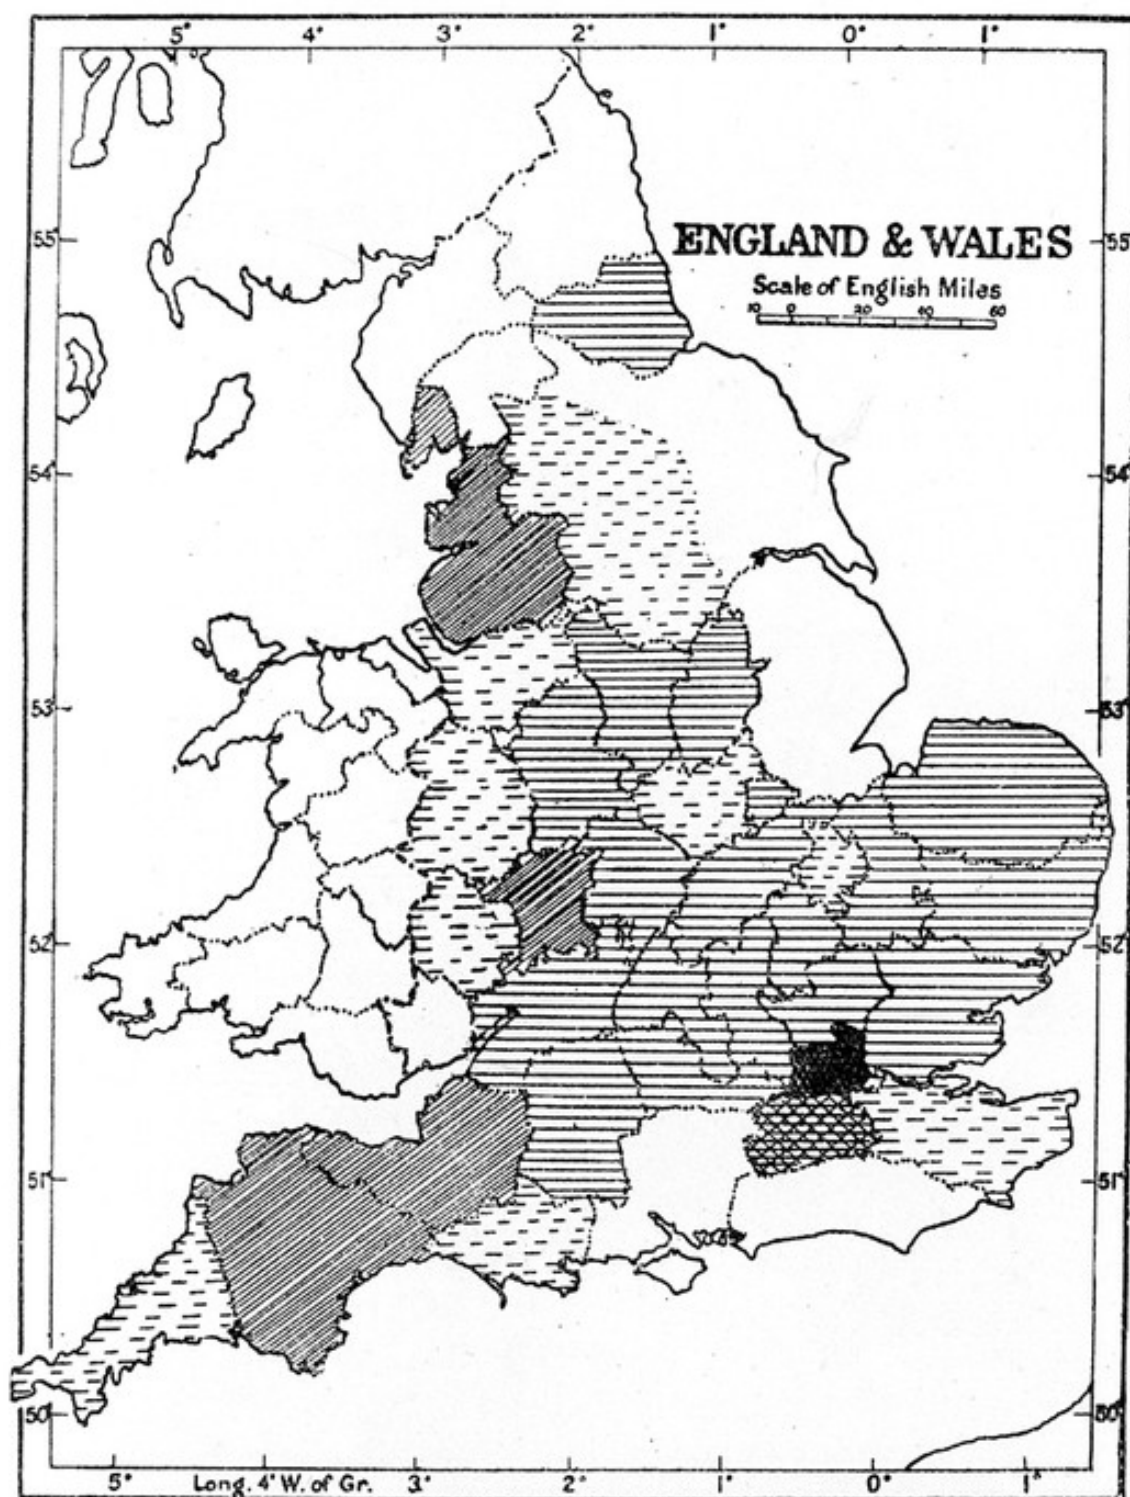 5° 4° 3° 2° 1° 0° 1°
ENGLAND & WALES
Scale of English Miles
10 0 20 40 60
55° 55°
54° 54°
53° 53°
52° 52°
51° 51°
50° 50°
5° Long. 4° W. of Gr. 3° 2° 1° 0° 1°